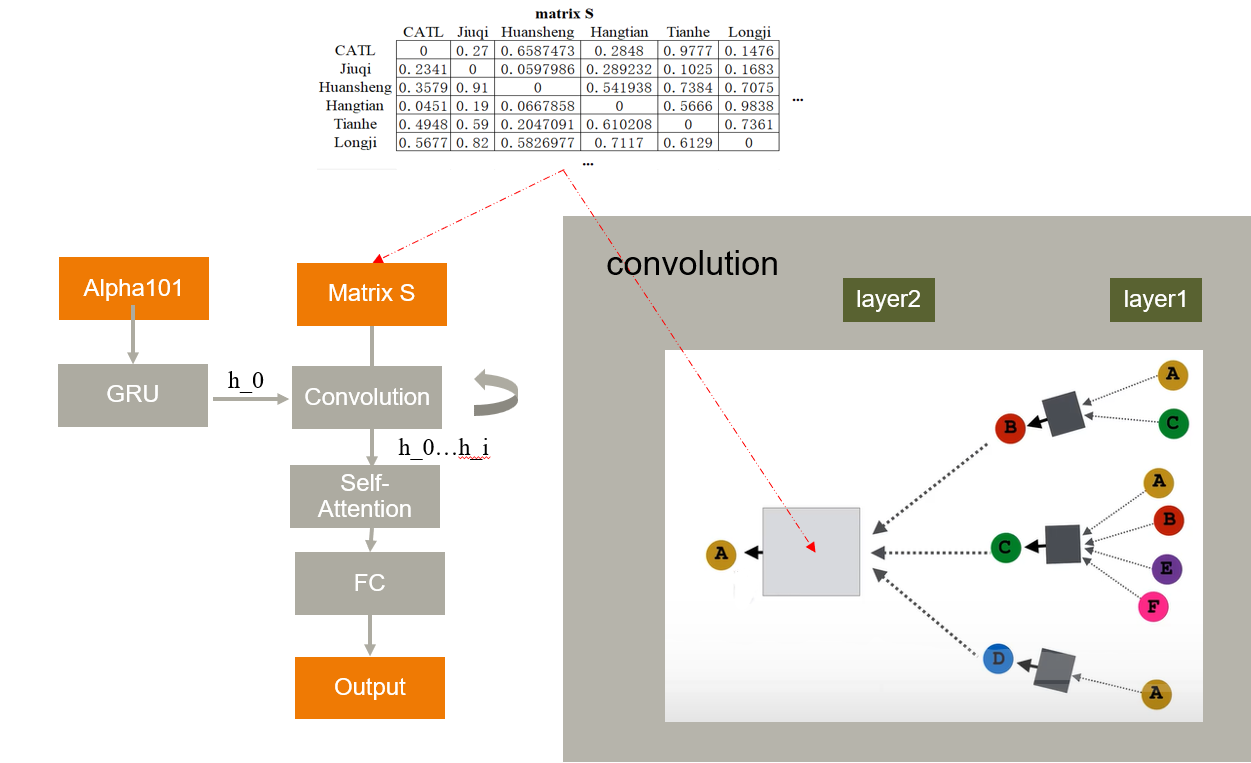 matrix S
CATL Jiuqi Huansheng Hangtian Tianhe Longji
CATL 0 0.27 0.6587473 0.2848 0.9777 0.1476
Jiuqi 0.2341 0 0.0597986 0.289232 0.1025 0.1683
Huansheng 0.3579 0.91 0 0.541938 0.7384 0.7075
...
Hangtian 0.0451 0.19 0.0667858 0 0.5666 0.9838
Tianhe 0.4948 0.59 0.2047091 0.610208 0 0.7361
Longji 0.5677 0.82 0.5826977 0.7117 0.6129 0
...
Alpha101
Matrix S
GRU
h_0
Convolution
h_0…h_i
Self-
Attention
FC
Output
convolution
layer2
layer1
A
C
B
A
B
C
E
F
A
D
A